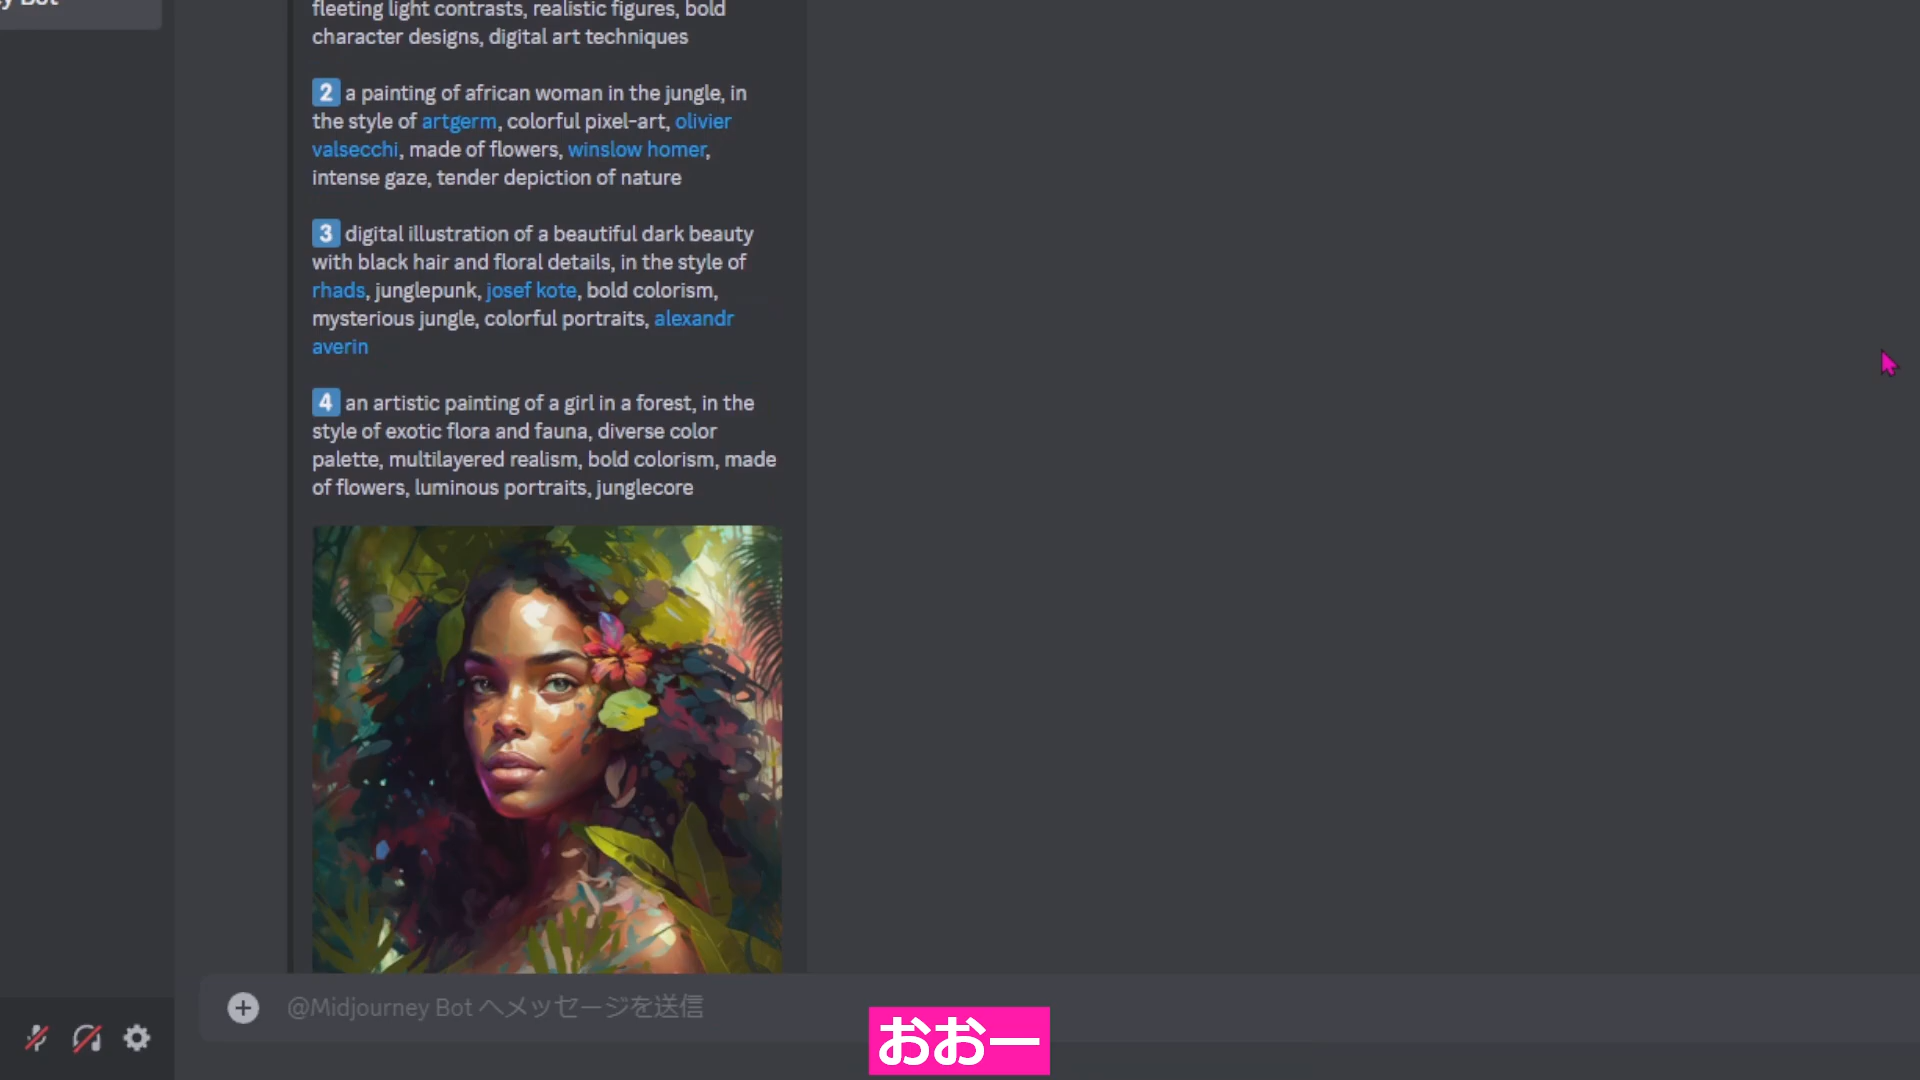 fleeting light contrasts, realistic figures, bold
character designs, digital art techniques
2 a painting of african woman in the jungle, in
the style of artgerm, colorful pixel-art, olivier
valsecchi, made of flowers, winslow homer,
intense gaze, tender depiction of nature
3 digital illustration of a beautiful dark beauty
with black hair and floral details, in the style of
rhads, junglepunk, josef kote, bold colorism,
mysterious jungle, colorful portraits, alexandr
averin
4 an artistic painting of a girl in a forest, in the
style of exotic flora and fauna, diverse color
palette, multilayered realism, bold colorism, made
of flowers, luminous portraits, junglecore
@Midjourney Bot へメッセージを送信
おおー